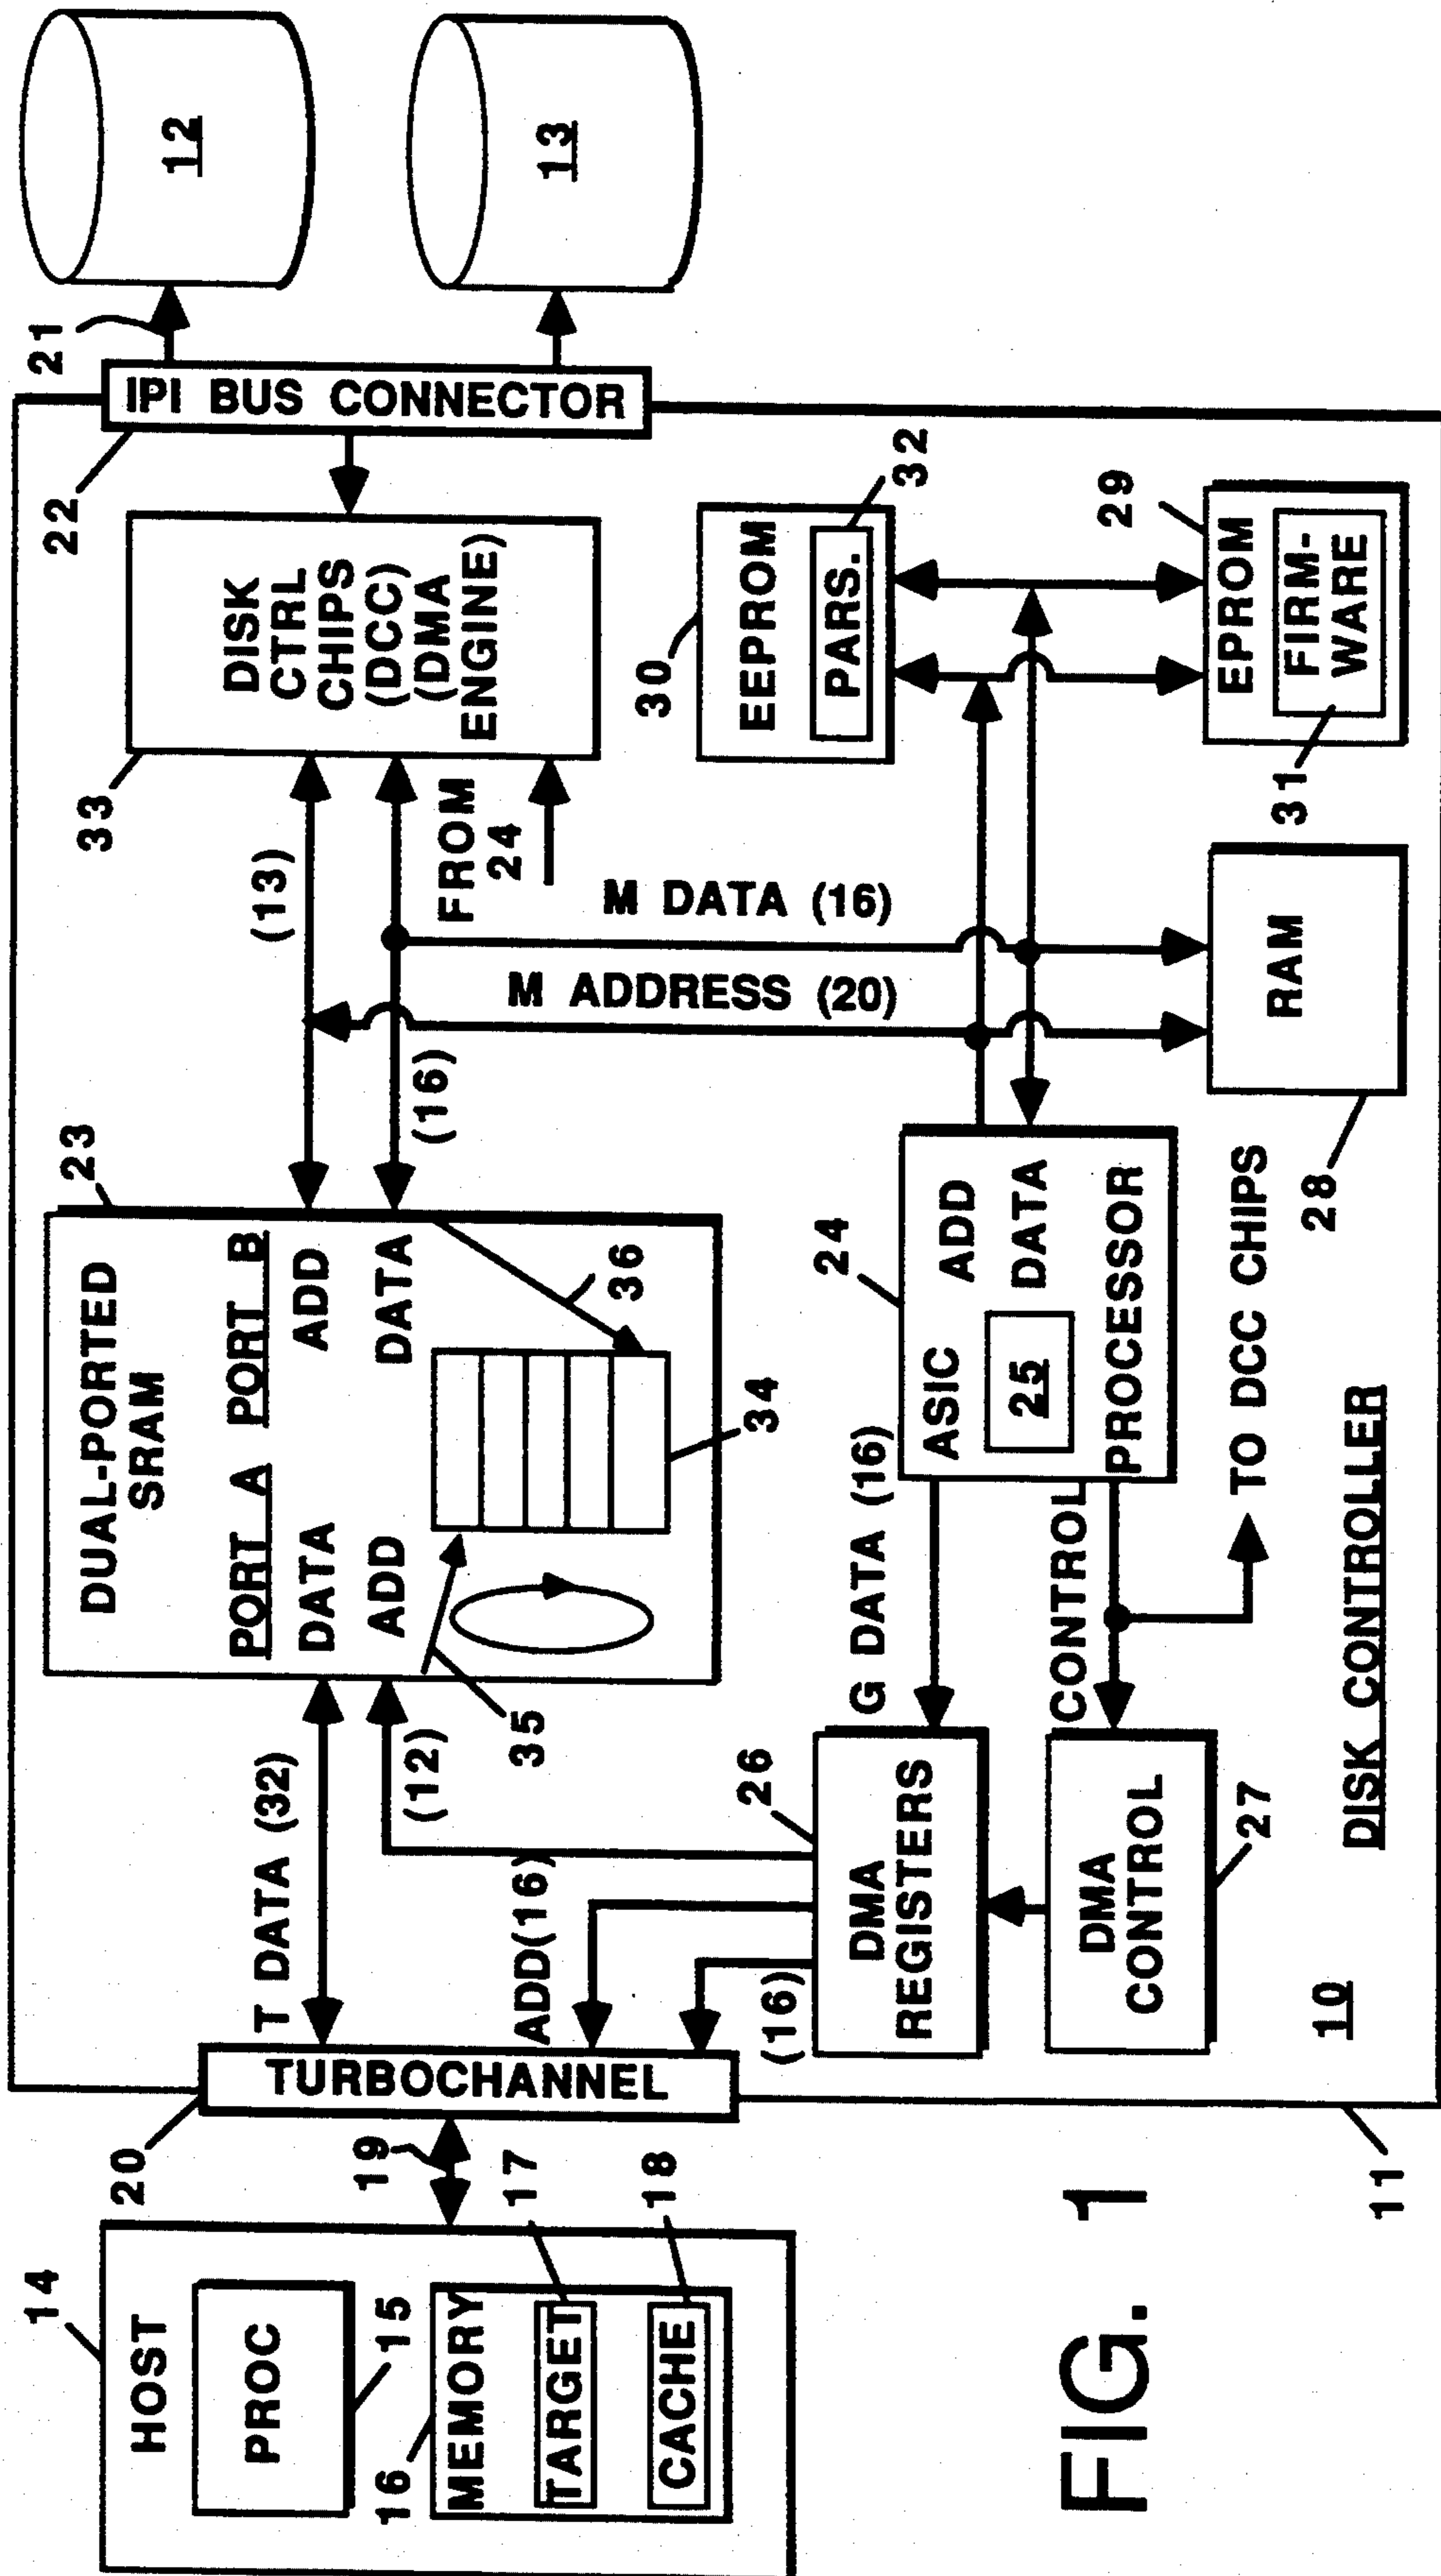 14
HOST
PROC
15
16
MEMORY
TARGET
CACHE
17
18
19
20
TURBOCHANNEL
T DATA (32)
(12)
ADD(16)
(16)
DUAL-PORTED
SRAM
23
PORT A
PORT B
DATA
ADD
ADD
DATA
35
36
34
(13)
(16)
33
DISK
CTRL
CHIPS
(DCC)
(DMA
ENGINE)
FROM
24
22
IPI BUS CONNECTOR
21
12
13
M DATA (16)
M ADDRESS (20)
26
DMA
REGISTERS
G DATA (16)
CONTROL
DMA
CONTROL
27
24
ASIC
ADD
DATA
25
PROCESSOR
TO DCC CHIPS
30
EEPROM
PARS.
32
RAM
28
29
EPROM
FIRM-
WARE
31
10
DISK CONTROLLER
11
FIG. 1